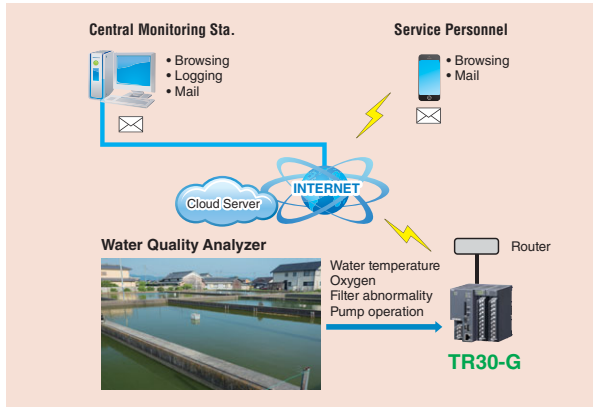 Central Monitoring Sta.
• Browsing
• Logging
• Mail
Service Personnel
• Browsing
• Mail
INTERNET
Cloud Server
Water Quality Analyzer
Water temperature
Oxygen
Filter abnormality
Pump operation
Router
TR30-G